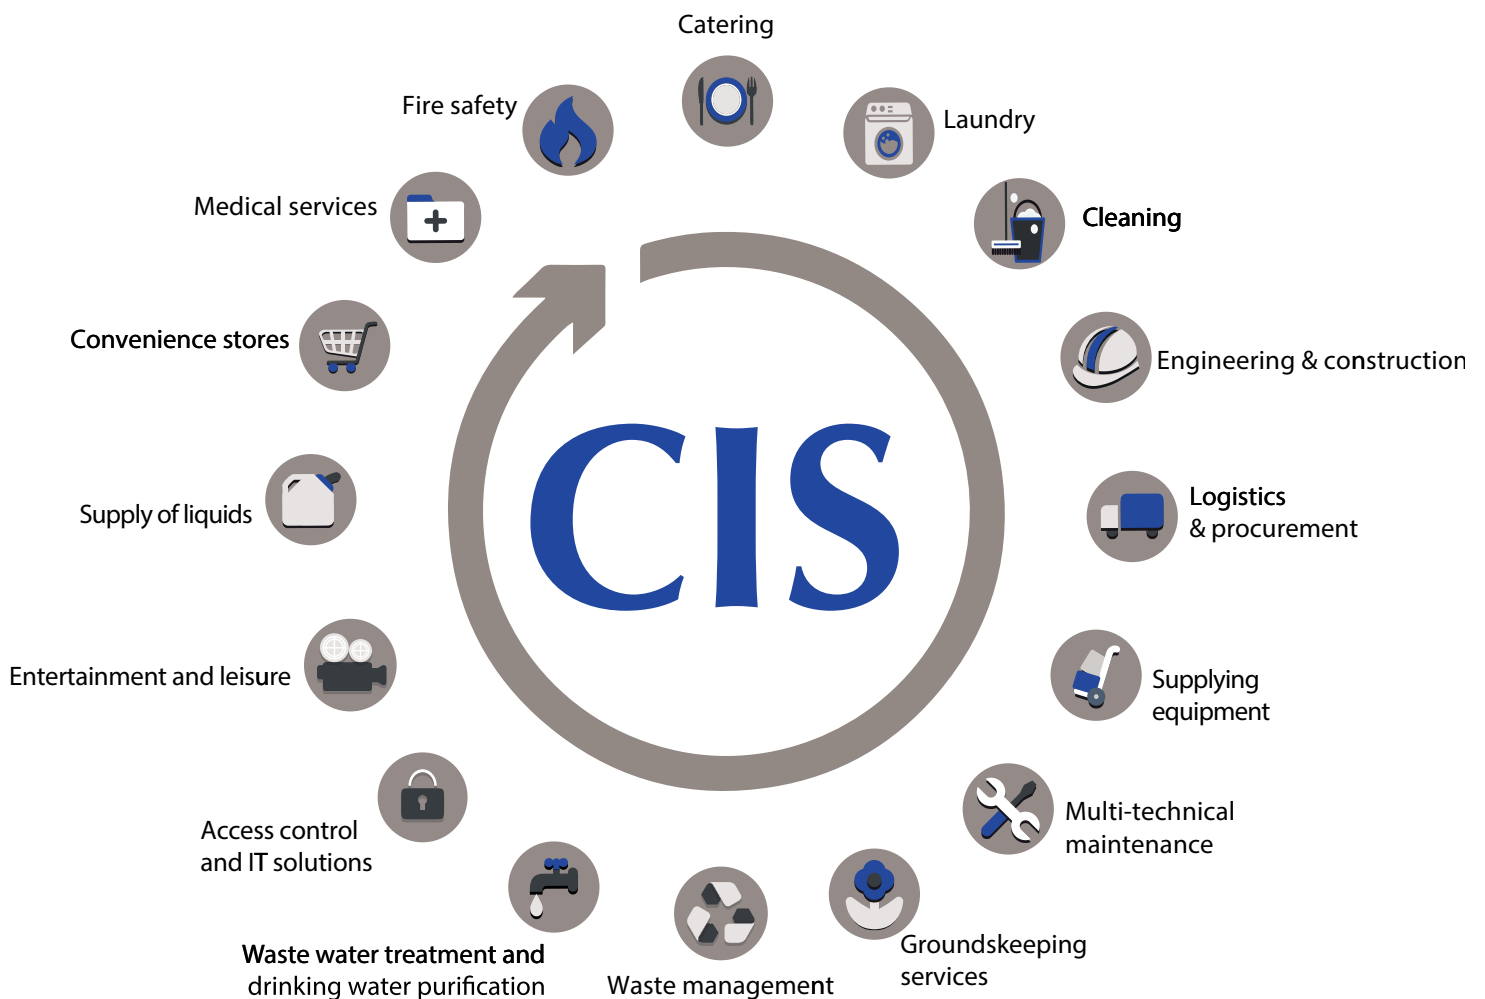 Catering
Laundry
Cleaning
Engineering & construction
Logistics
& procurement
Supplying
equipment
Multi-technical
maintenance
Groundskeeping
services
Waste management
Waste water treatment and
drinking water purification
Access control
and IT solutions
Entertainment and leisure
Supply of liquids
Convenience stores
Medical services
Fire safety
CIS